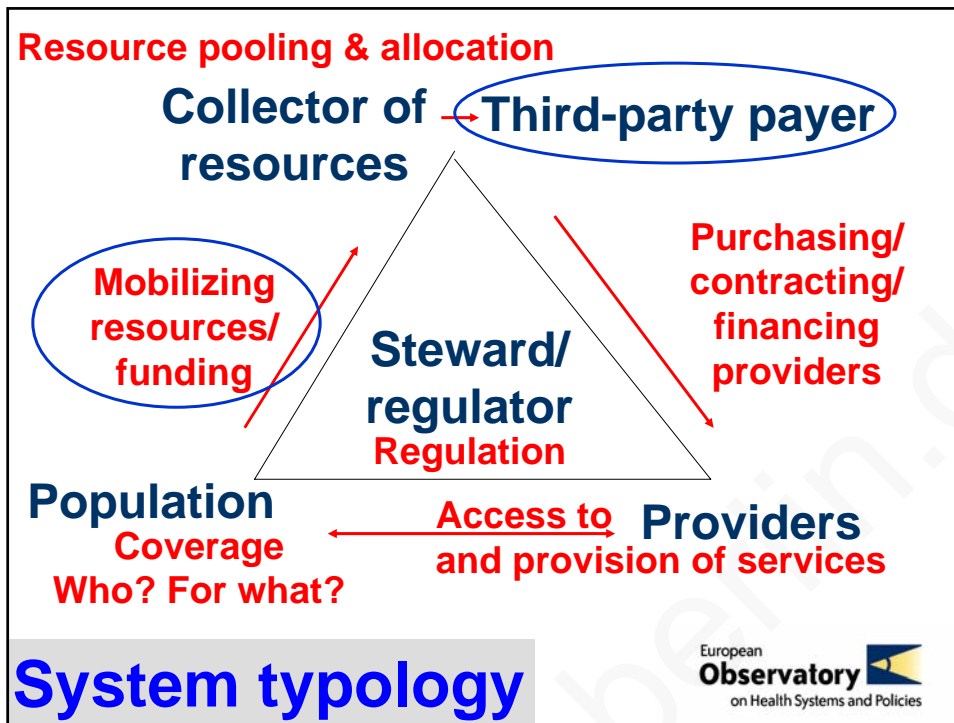 Resource pooling & allocation
Collector of
resources
Third-party payer
Mobilizing
resources/
funding
Purchasing/
contracting/
financing
providers
Steward/
regulator
Regulation
Population
Coverage
Who? For what?
Access to
and provision of services
Providers
System typology
European
Observatory
on Health Systems and Policies